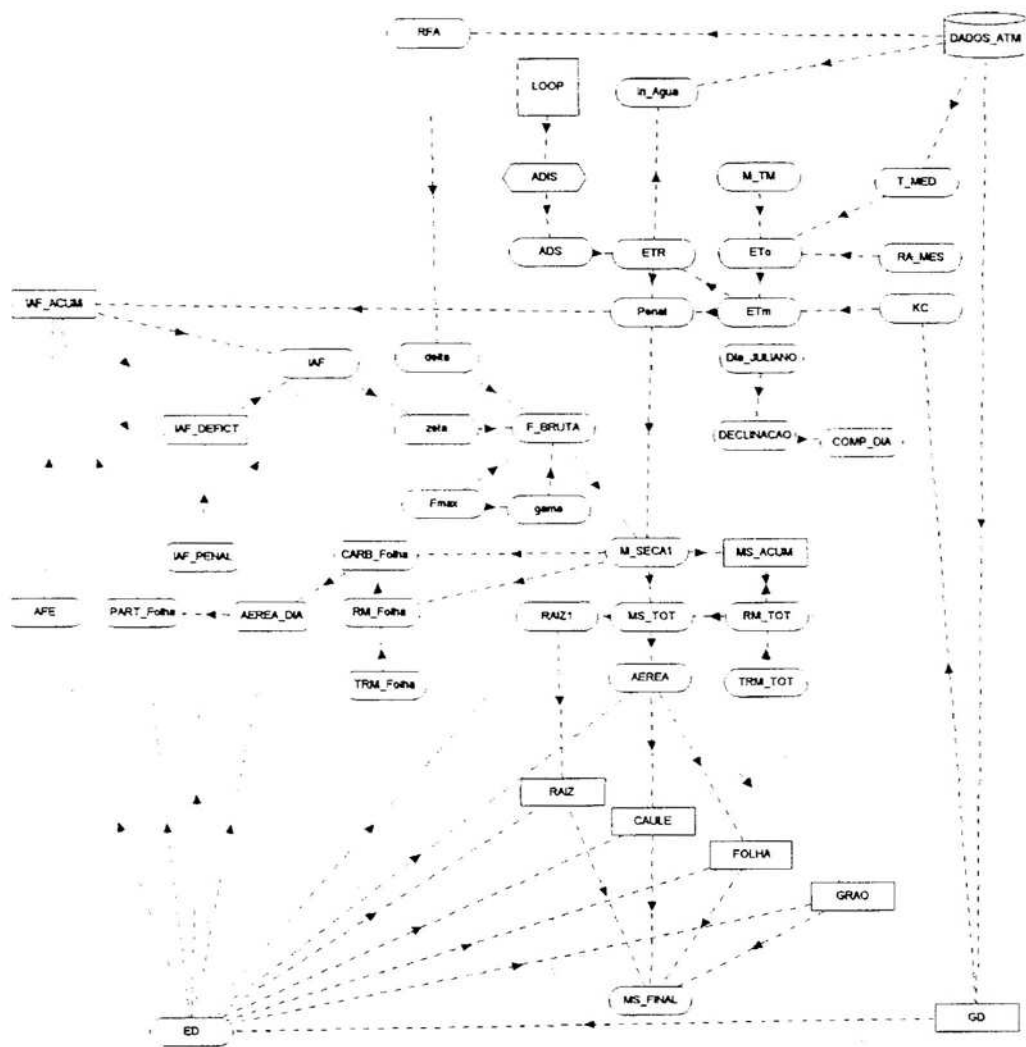 RFA
DADOS_ATM
LOOP
In_Agua
ADIS
M_TM
T_MED
ADS
ETR
ETo
RA_MES
IAF_ACUM
Penal
ETm
KC
IAF
delta
Dia_JULIANO
IAF_DEFICT
zeta
F_BRUTA
DECLINACAO
COMP_DIA
Fmax
gama
IAF_PENAL
CARB_Folha
M_SECA1
MS_ACUM
AFE
PART_Folha
AEREA_DIA
RM_Folha
RAIZ1
MS_TOT
RM_TOT
TRM_Folha
AEREA
TRM_TOT
RAIZ
CAULE
FOLHA
GRAO
MS_FINAL
ED
GD